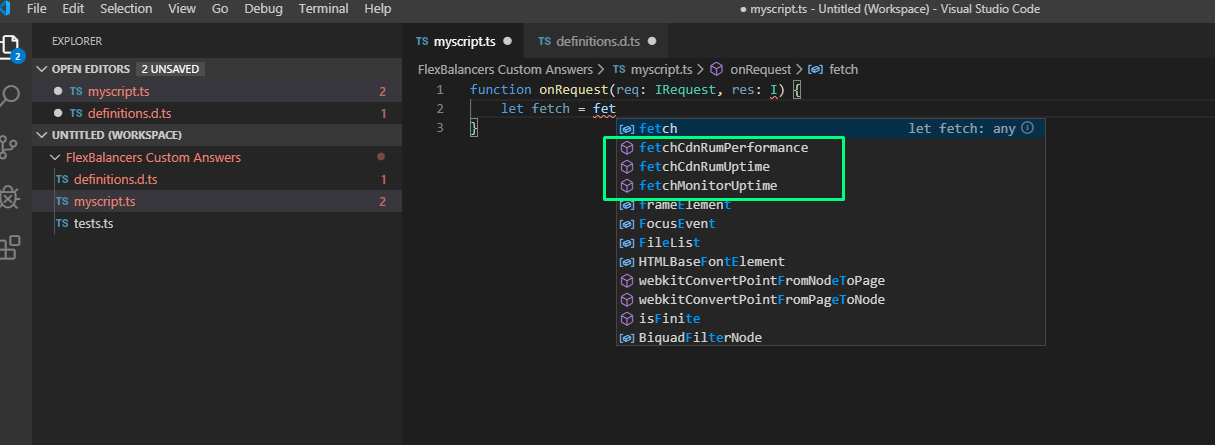 File Edit Selection View Go Debug Terminal Help ● myscript.ts - Untitled (Workspace) - Visual Studio Code
2
EXPLORER
OPEN EDITORS 2 UNSAVED
● TS myscript.ts 2
● TS definitions.d.ts 1
UNTITLED (WORKSPACE)
FlexBalancers Custom Answers
TS definitions.d.ts 1
TS myscript.ts 2
TS tests.ts
TS myscript.ts ● TS definitions.d.ts ●
FlexBalancers Custom Answers > TS myscript.ts > onRequest > fetch
1 function onRequest(req: IRequest, res: I) {
2 let fetch = fet
3 }
fetch let fetch: any
fetchCdnRumPerformance
fetchCdnRumUptime
fetchMonitorUptime
frameElement
FocusEvent
FileList
HTMLBaseFontElement
webkitConvertPointFromNodeToPage
webkitConvertPointFromPageToNode
isFinite
BiquadFilterNode